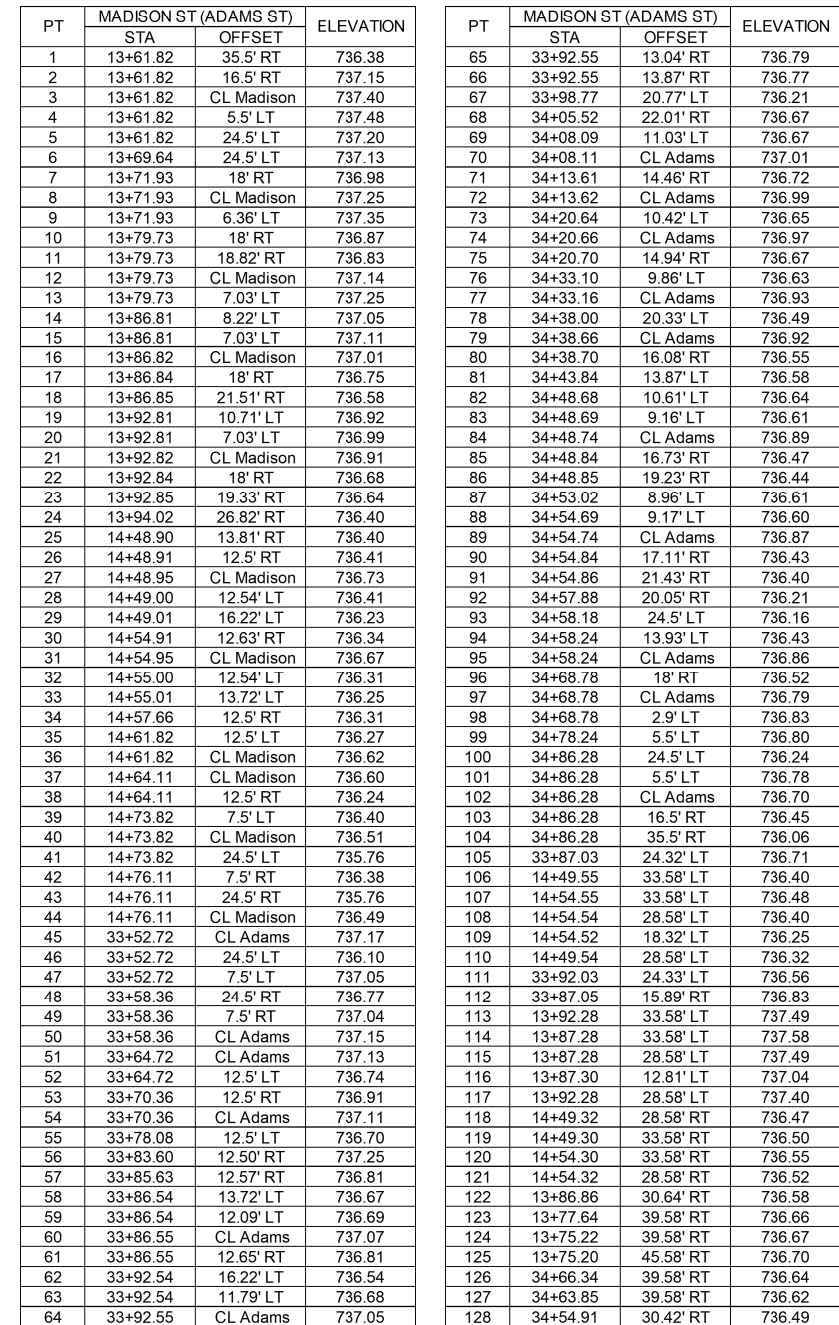 PT MADISON ST (ADAMS ST) ELEVATION
STA OFFSET
1 13+61.82 35.5' RT 736.38
2 13+61.82 16.5' RT 737.15
3 13+61.82 CL Madison 737.40
4 13+61.82 5.5' LT 737.48
5 13+61.82 24.5' LT 737.20
6 13+69.64 24.5' LT 737.13
7 13+71.93 18' RT 736.98
8 13+71.93 CL Madison 737.25
9 13+71.93 6.36' LT 737.35
10 13+79.73 18' RT 736.87
11 13+79.73 18.82' RT 736.83
12 13+79.73 CL Madison 737.14
13 13+79.73 7.03' LT 737.25
14 13+86.81 8.22' LT 737.05
15 13+86.81 7.03' LT 737.11
16 13+86.82 CL Madison 737.01
17 13+86.84 18' RT 736.75
18 13+86.85 21.51' RT 736.58
19 13+92.81 10.71' LT 736.92
20 13+92.81 7.03' LT 736.99
21 13+92.82 CL Madison 736.91
22 13+92.84 18' RT 736.68
23 13+92.85 19.33' RT 736.64
24 13+94.02 26.82' RT 736.40
25 14+48.90 13.81' RT 736.40
26 14+48.91 12.5' RT 736.41
27 14+48.95 CL Madison 736.73
28 14+49.00 12.54' LT 736.41
29 14+49.01 16.22' LT 736.23
30 14+54.91 12.63' RT 736.34
31 14+54.95 CL Madison 736.67
32 14+55.00 12.54' LT 736.31
33 14+55.01 13.72' LT 736.25
34 14+57.66 12.5' RT 736.31
35 14+61.82 12.5' LT 736.27
36 14+61.82 CL Madison 736.62
37 14+64.11 CL Madison 736.60
38 14+64.11 12.5' RT 736.24
39 14+73.82 7.5' LT 736.40
40 14+73.82 CL Madison 736.51
41 14+73.82 24.5' LT 735.76
42 14+76.11 7.5' RT 736.38
43 14+76.11 24.5' RT 735.76
44 14+76.11 CL Madison 736.49
45 33+52.72 CL Adams 737.17
46 33+52.72 24.5' LT 736.10
47 33+52.72 7.5' LT 737.05
48 33+58.36 24.5' RT 736.77
49 33+58.36 7.5' RT 737.04
50 33+58.36 CL Adams 737.15
51 33+64.72 CL Adams 737.13
52 33+64.72 12.5' LT 736.74
53 33+70.36 12.5' RT 736.91
54 33+70.36 CL Adams 737.11
55 33+78.08 12.5' LT 736.70
56 33+83.60 12.50' RT 737.25
57 33+85.63 12.57' RT 736.81
58 33+86.54 13.72' LT 736.67
59 33+86.54 12.09' LT 736.69
60 33+86.55 CL Adams 737.07
61 33+86.55 12.65' RT 736.81
62 33+92.54 16.22' LT 736.54
63 33+92.54 11.79' LT 736.68
64 33+92.55 CL Adams 737.05
PT MADISON ST (ADAMS ST) ELEVATION
STA OFFSET
65 33+92.55 13.04' RT 736.79
66 33+92.55 13.87' RT 736.77
67 33+98.77 20.77' LT 736.21
68 34+05.52 22.01' RT 736.67
69 34+08.09 11.03' LT 736.67
70 34+08.11 CL Adams 737.01
71 34+13.61 14.46' RT 736.72
72 34+13.62 CL Adams 736.99
73 34+20.64 10.42' LT 736.65
74 34+20.66 CL Adams 736.97
75 34+20.70 14.94' RT 736.67
76 34+33.10 9.86' LT 736.63
77 34+33.16 CL Adams 736.93
78 34+38.00 20.33' LT 736.49
79 34+38.66 CL Adams 736.92
80 34+38.70 16.08' RT 736.55
81 34+43.84 13.87' LT 736.58
82 34+48.68 10.61' LT 736.64
83 34+48.69 9.16' LT 736.61
84 34+48.74 CL Adams 736.89
85 34+48.84 16.73' RT 736.47
86 34+48.85 19.23' RT 736.44
87 34+53.02 8.96' LT 736.61
88 34+54.69 9.17' LT 736.60
89 34+54.74 CL Adams 736.87
90 34+54.84 17.11' RT 736.43
91 34+54.86 21.43' RT 736.40
92 34+57.88 20.05' RT 736.21
93 34+58.18 24.5' LT 736.16
94 34+58.24 13.93' LT 736.43
95 34+58.24 CL Adams 736.86
96 34+68.78 18' RT 736.52
97 34+68.78 CL Adams 736.79
98 34+68.78 2.9' LT 736.83
99 34+78.24 5.5' LT 736.80
100 34+86.28 24.5' LT 736.24
101 34+86.28 5.5' LT 736.78
102 34+86.28 CL Adams 736.70
103 34+86.28 16.5' RT 736.45
104 34+86.28 35.5' RT 736.06
105 33+87.03 24.32' LT 736.71
106 14+49.55 33.58' LT 736.40
107 14+54.55 33.58' LT 736.48
108 14+54.54 28.58' LT 736.40
109 14+54.52 18.32' LT 736.25
110 14+49.54 28.58' LT 736.32
111 33+92.03 24.33' LT 736.56
112 33+87.05 15.89' RT 736.83
113 13+92.28 33.58' LT 737.49
114 13+87.28 33.58' LT 737.58
115 13+87.28 28.58' LT 737.49
116 13+87.30 12.81' LT 737.04
117 13+92.28 28.58' LT 737.40
118 14+49.32 28.58' RT 736.47
119 14+49.30 33.58' RT 736.50
120 14+54.30 33.58' RT 736.55
121 14+54.32 28.58' RT 736.52
122 13+86.86 30.64' RT 736.58
123 13+77.64 39.58' RT 736.66
124 13+75.22 39.58' RT 736.67
125 13+75.20 45.58' RT 736.70
126 34+66.34 39.58' RT 736.64
127 34+63.85 39.58' RT 736.62
128 34+54.91 30.42' RT 736.49